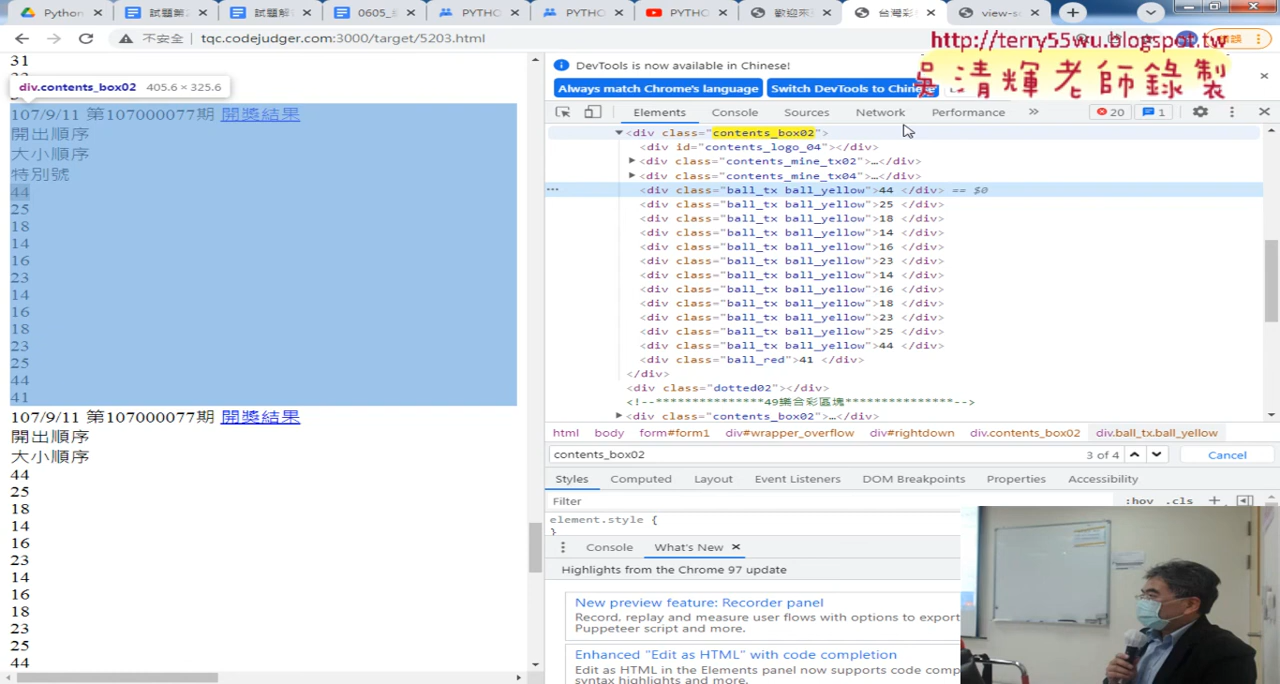 Python
試題第
試題解
0605_
PYTHC
PYTHC
PYTHC
歡迎來
台灣彩
view-s
不安全
tqc.codejudger.com:3000/target/5203.html
http://terry55wu.blogspot.tw
吳清輝老師錄製
31
div.contents_box02 405.6 × 325.6
107/9/11 第107000077期 開獎結果
開出順序
大小順序
特別號
44
25
18
14
16
23
14
16
18
23
25
44
41
107/9/11 第107000077期 開獎結果
開出順序
大小順序
44
25
18
14
16
23
14
16
18
23
25
44
DevTools is now available in Chinese!
Always match Chrome's language
Switch DevTools to Chinese
Elements Console Sources Network Performance
20
1
<div class="contents_box02">
<div id="contents_logo_04"></div>
<div class="contents_mine_tx02">…</div>
<div class="contents_mine_tx04">…</div>
<div class="ball_tx ball_yellow">44 </div> == $0
<div class="ball_tx ball_yellow">25 </div>
<div class="ball_tx ball_yellow">18 </div>
<div class="ball_tx ball_yellow">14 </div>
<div class="ball_tx ball_yellow">16 </div>
<div class="ball_tx ball_yellow">23 </div>
<div class="ball_tx ball_yellow">14 </div>
<div class="ball_tx ball_yellow">16 </div>
<div class="ball_tx ball_yellow">18 </div>
<div class="ball_tx ball_yellow">23 </div>
<div class="ball_tx ball_yellow">25 </div>
<div class="ball_tx ball_yellow">44 </div>
<div class="ball_red">41 </div>
</div>
<div class="dotted02"></div>
<!--***************49樂合彩區塊***************-->
<div class="contents_box02">…</div>
html body form#form1 div#wrapper_overflow div#rightdown div.contents_box02 div.ball_tx.ball_yellow
contents_box02
3 of 4
Cancel
Styles Computed Layout Event Listeners DOM Breakpoints Properties Accessibility
Filter
:hov .cls
element.style {
}
Console What's New
Highlights from the Chrome 97 update
New preview feature: Recorder panel
Record, replay and measure user flows with options to export
Puppeteer script and more.
Enhanced "Edit as HTML" with code completion
Edit as HTML in the Elements panel now supports code comp
syntax highlights and more.